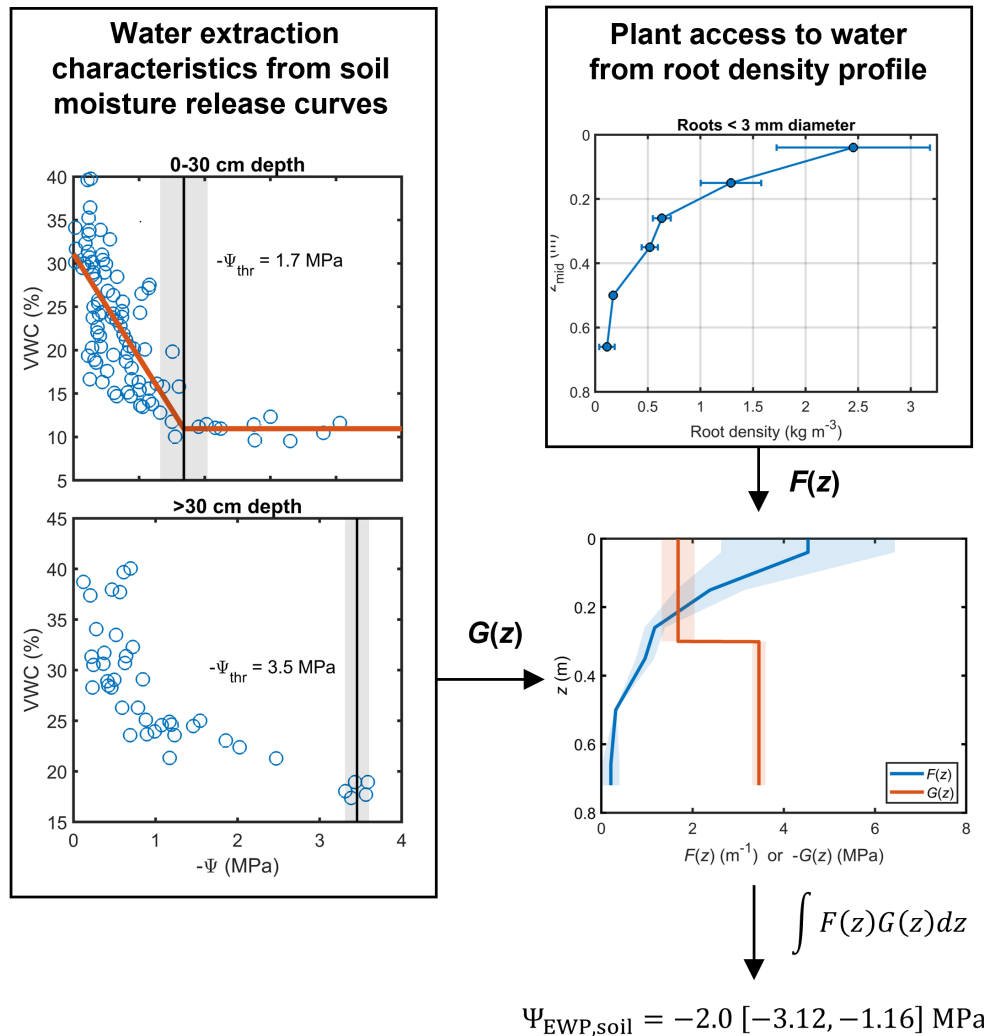 Water extraction
characteristics from soil
moisture release curves
0-30 cm depth
40
35
30
25
20
15
10
5
VWC (%)
-Ψthr = 1.7 MPa
>30 cm depth
45
40
35
30
25
20
15
VWC (%)
-Ψthr = 3.5 MPa
0
1
2
3
4
-Ψ (MPa)
Plant access to water
from root density profile
Roots < 3 mm diameter
0
0.2
0.4
0.6
0.8
0
0.5
1
1.5
2
2.5
3
Root density (kg m-3)
F(z)
G(z)
0
0.2
0.4
0.6
0.8
z (m)
F(z)
G(z)
0
2
4
6
8
F(z) (m-1) or -G(z) (MPa)
∫ F(z)G(z)dz
ΨEWP,soil = −2.0 [−3.12, −1.16] MPa